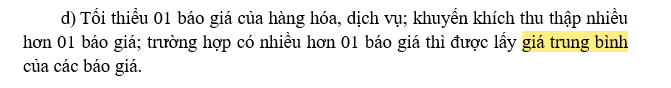 d) Tối thiểu 01 báo giá của hàng hóa, dịch vụ; khuyến khích thu thập nhiều
hơn 01 báo giá; trường hợp có nhiều hơn 01 báo giá thì được lấy giá trung bình
của các báo giá.